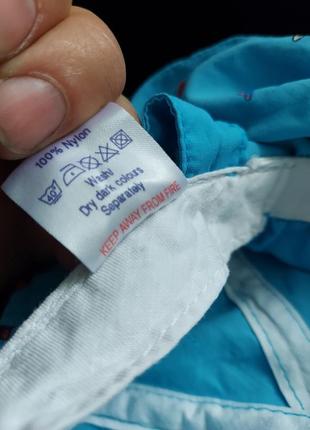 100% Nylon
40
Wash/
Dry dark colours
Separately
KEEP AWAY FROM FIRE